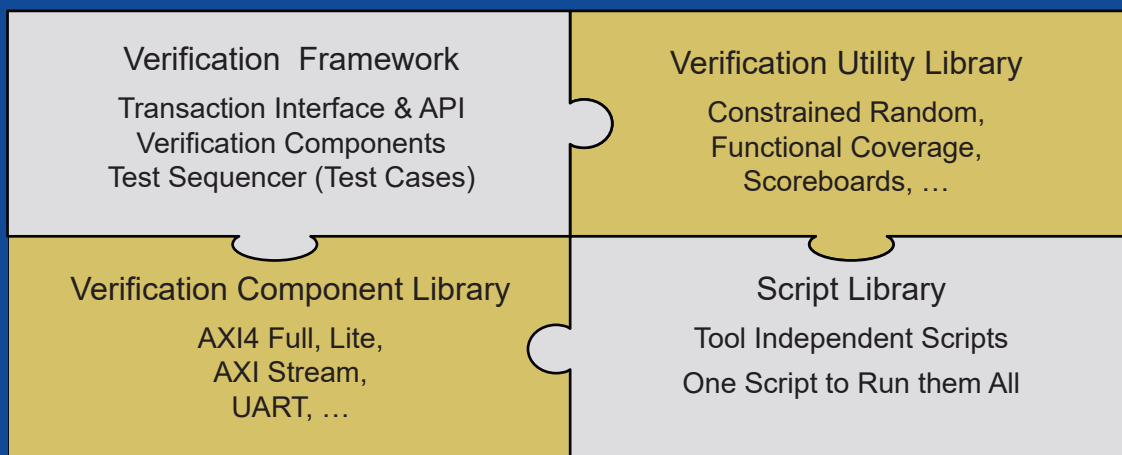 Verification Framework
Transaction Interface & API
Verification Components
Test Sequencer (Test Cases)
Verification Utility Library
Constrained Random,
Functional Coverage,
Scoreboards, …
Verification Component Library
AXI4 Full, Lite,
AXI Stream,
UART, …
Script Library
Tool Independent Scripts
One Script to Run them All